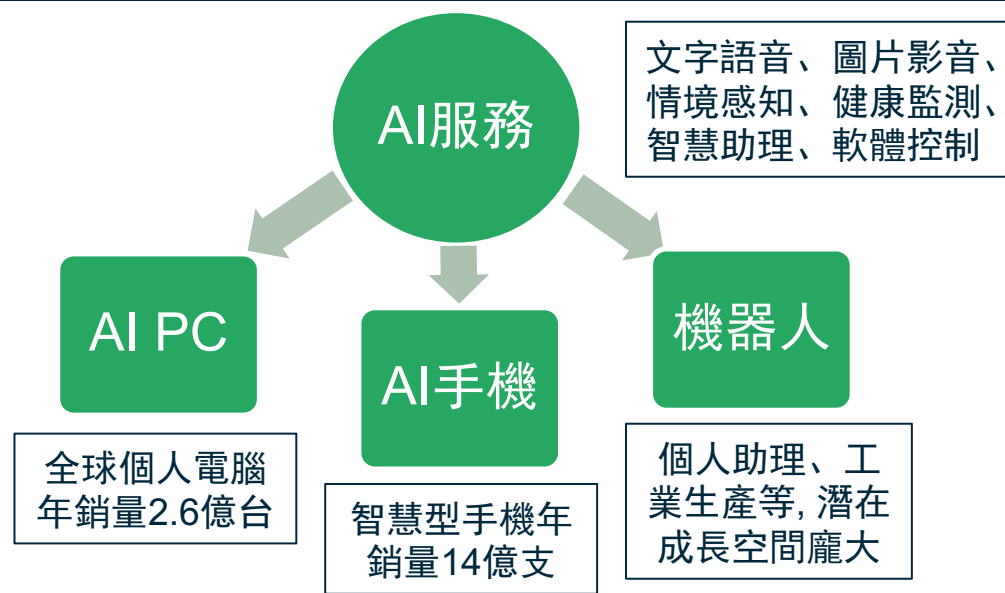 AI服務
文字語音、圖片影音、
情境感知、健康監測、
智慧助理、軟體控制
AI PC
AI手機
機器人
全球個人電腦
年銷量2.6億台
智慧型手機年
銷量14億支
個人助理、工
業生產等, 潛在
成長空間龐大